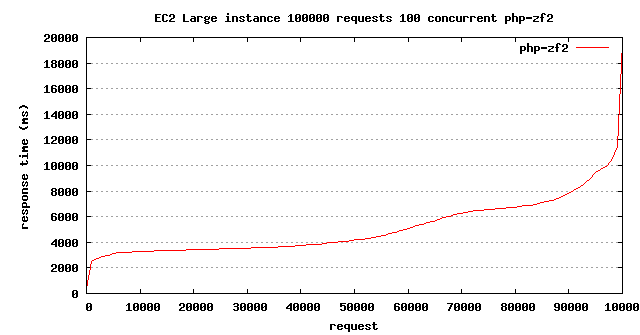 EC2 Large instance 100000 requests 100 concurrent php-zf2
php-zf2
20000
18000
16000
14000
12000
10000
8000
6000
4000
2000
0
response time (ms)
0 10000 20000 30000 40000 50000 60000 70000 80000 90000 10000
request